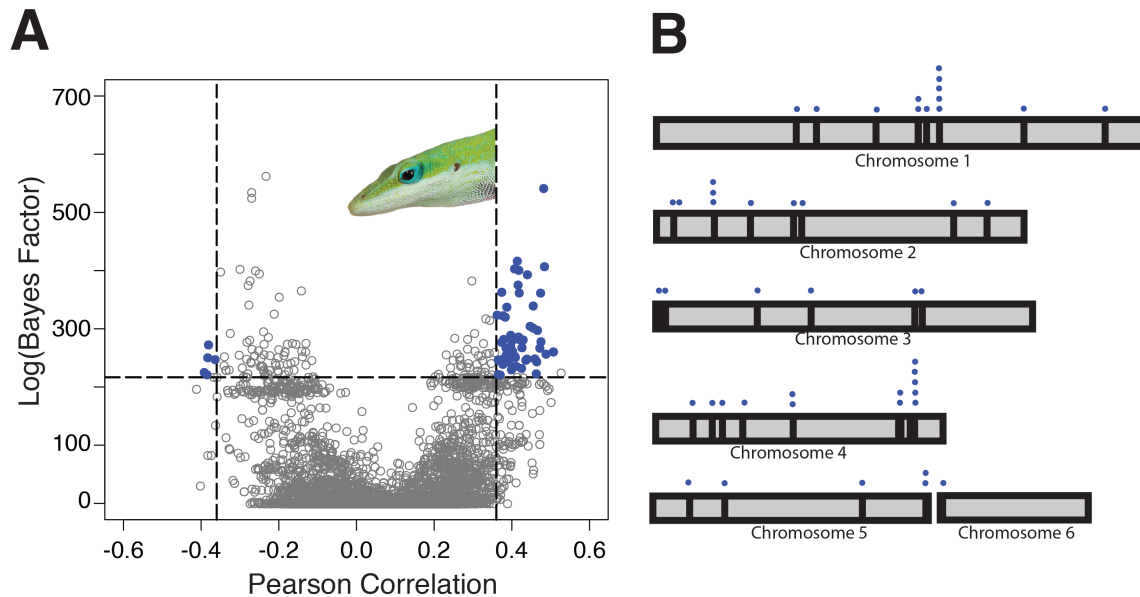 A
B
700
500
300
100
0
Log(Bayes Factor)
-0.6
-0.4
-0.2
0.0
0.2
0.4
0.6
Pearson Correlation
Chromosome 1
Chromosome 2
Chromosome 3
Chromosome 4
Chromosome 5
Chromosome 6